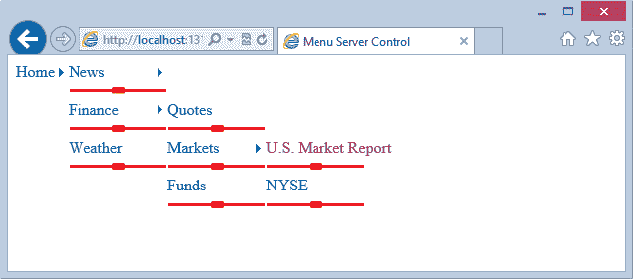 http://localhost:13
Menu Server Control
Home News
Finance Quotes
Weather Markets U.S. Market Report
Funds NYSE